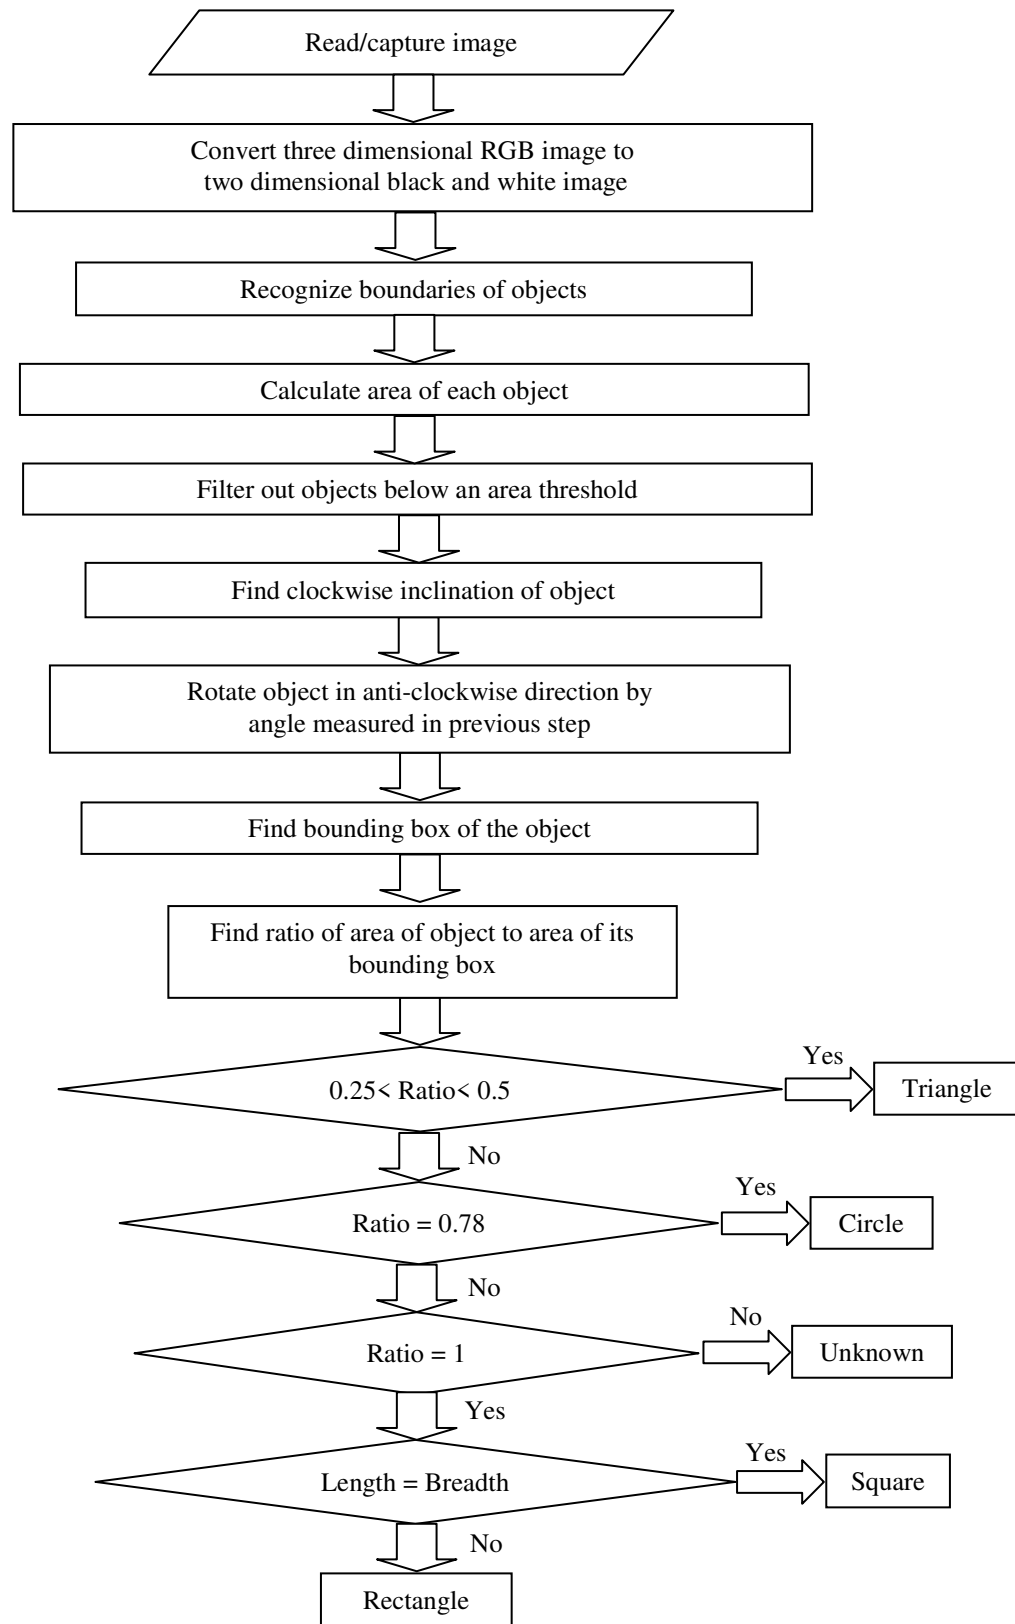 Read/capture image
Convert three dimensional RGB image to
two dimensional black and white image
Recognize boundaries of objects
Calculate area of each object
Filter out objects below an area threshold
Find clockwise inclination of object
Rotate object in anti-clockwise direction by
angle measured in previous step
Find bounding box of the object
Find ratio of area of object to area of its
bounding box
0.25< Ratio< 0.5
Yes
Triangle
No
Ratio = 0.78
Yes
Circle
No
Ratio = 1
No
Unknown
Yes
Length = Breadth
Yes
Square
No
Rectangle